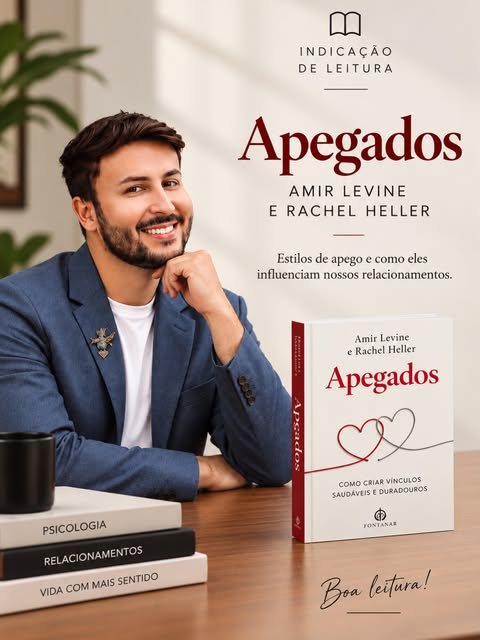 INDICAÇÃO
DE LEITURA
Apegados
AMIR LEVINE
E RACHEL HELLER
Estilos de apego e como eles
influenciam nossos relacionamentos.
Amir Levine
e Rachel Heller
Apegados
COMO CRIAR VÍNCULOS
SAUDÁVEIS E DURADOUROS
FONTANAR
Apegados
PSICOLOGIA
RELACIONAMENTOS
VIDA COM MAIS SENTIDO
Boa leitura!